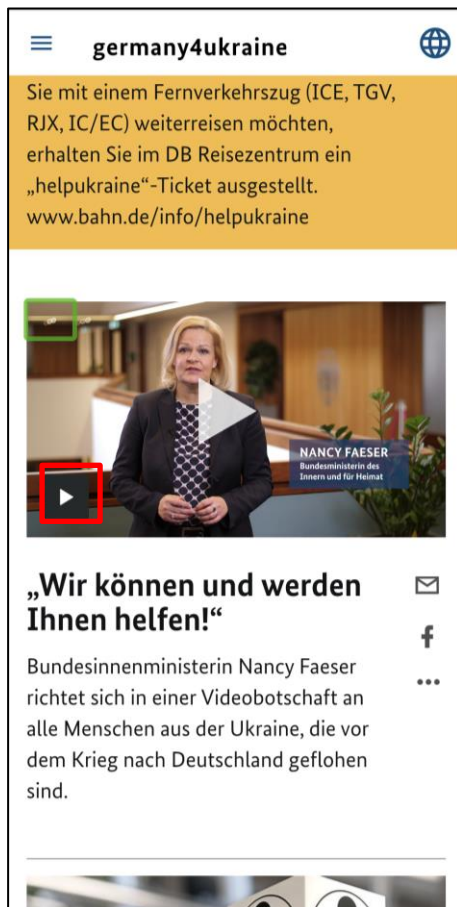 germany4ukraine
Sie mit einem Fernverkehrszug (ICE, TGV,
RJX, IC/EC) weiterreisen möchten,
erhalten Sie im DB Reisezentrum ein
„helpukraine“-Ticket ausgestellt.
www.bahn.de/info/helpukraine
NANCY FAESER
Bundesministerin des
Innern und für Heimat
„Wir können und werden
Ihnen helfen!“
Bundesinnenministerin Nancy Faeser
richtet sich in einer Videobotschaft an
alle Menschen aus der Ukraine, die vor
dem Krieg nach Deutschland geflohen
sind.